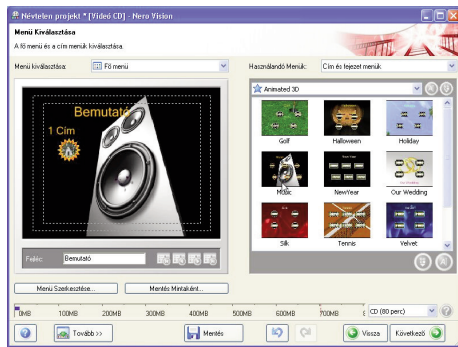 Névtelen projekt * [Videó CD] - Nero Vision
Menü Kiválasztása
A fő menü és a cím menük kiválasztása.
Menü kiválasztása: Fő menü
Használandó Menük: Cím és fejezet menük
Bemutató
1 Cím
Animated 3D
Golf Halloween Holiday
Music NewYear Our Wedding
Silk Tennis Velvet
Fejléc: Bemutató
Menü Szerkesztése... Mentés Mintaként...
0MB 100MB 200MB 300MB 400MB 500MB 600MB 700MB CD (80 perc)
Tovább >> Mentés Vissza Következő